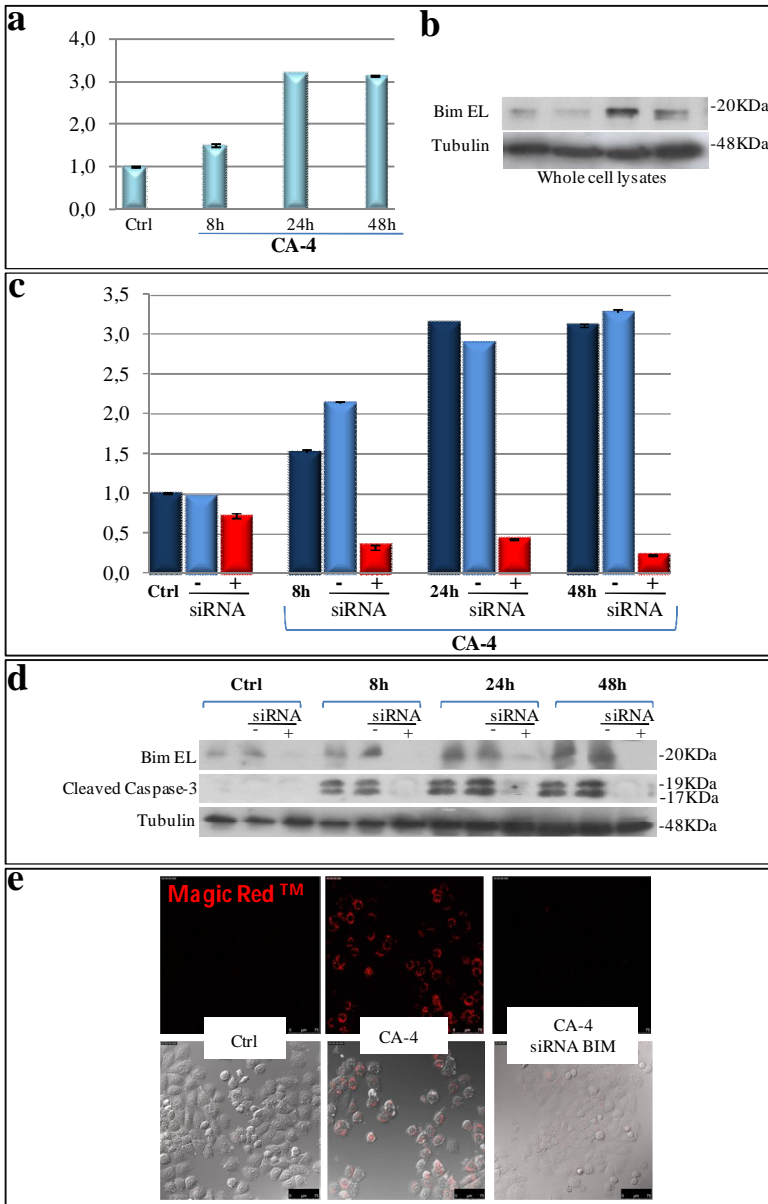 a
4,0
3,0
2,0
1,0
0,0
Ctrl 8h 24h 48h
CA-4
b
Bim EL -20KDa
Tubulin -48KDa
Whole cell lysates
c
3,5
3,0
2,5
2,0
1,5
1,0
0,5
0,0
Ctrl - + 8h - + 24h - + 48h - +
siRNA siRNA siRNA siRNA
CA-4
d
Ctrl 8h 24h 48h
siRNA siRNA siRNA siRNA
- + - + - + - +
Bim EL -20KDa
Cleaved Caspase-3 -19KDa
-17KDa
Tubulin -48KDa
e
Magic Red ™
Ctrl
CA-4
CA-4
siRNA BIM